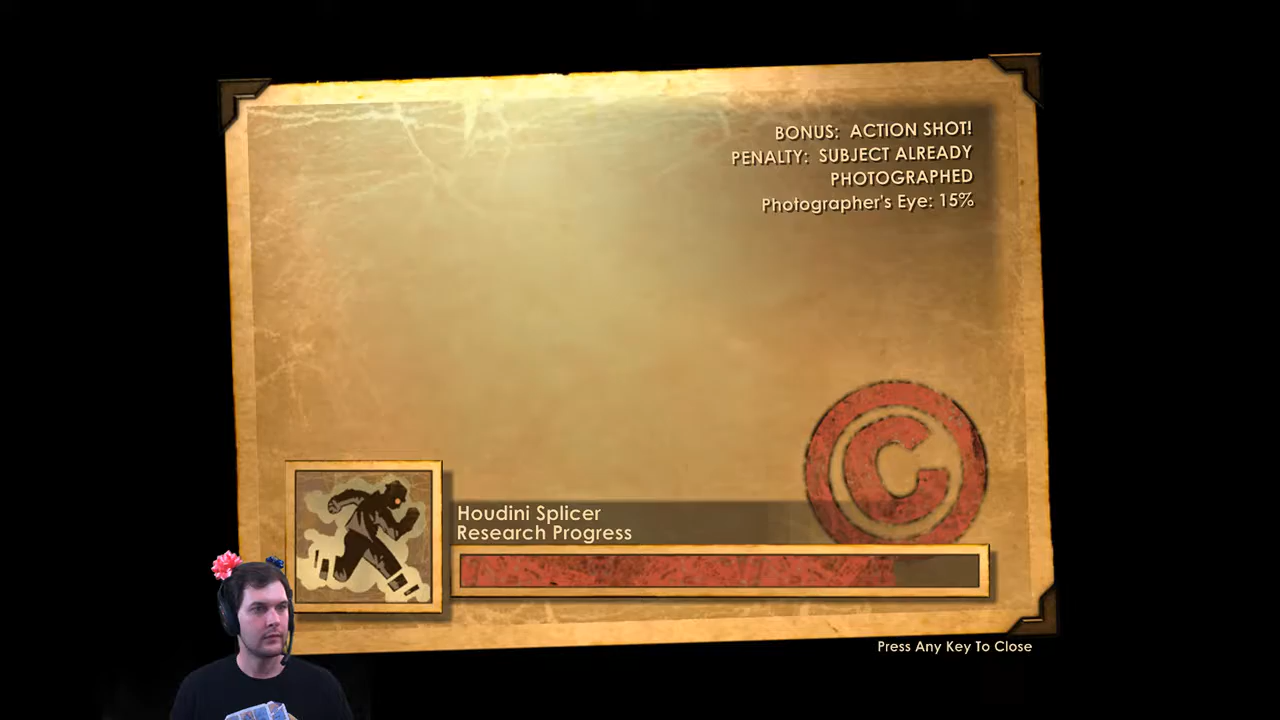 BONUS: ACTION SHOT!
PENALTY: SUBJECT ALREADY
PHOTOGRAPHED
Photographer's Eye: 15%
C
Houdini Splicer
Research Progress
Press Any Key To Close